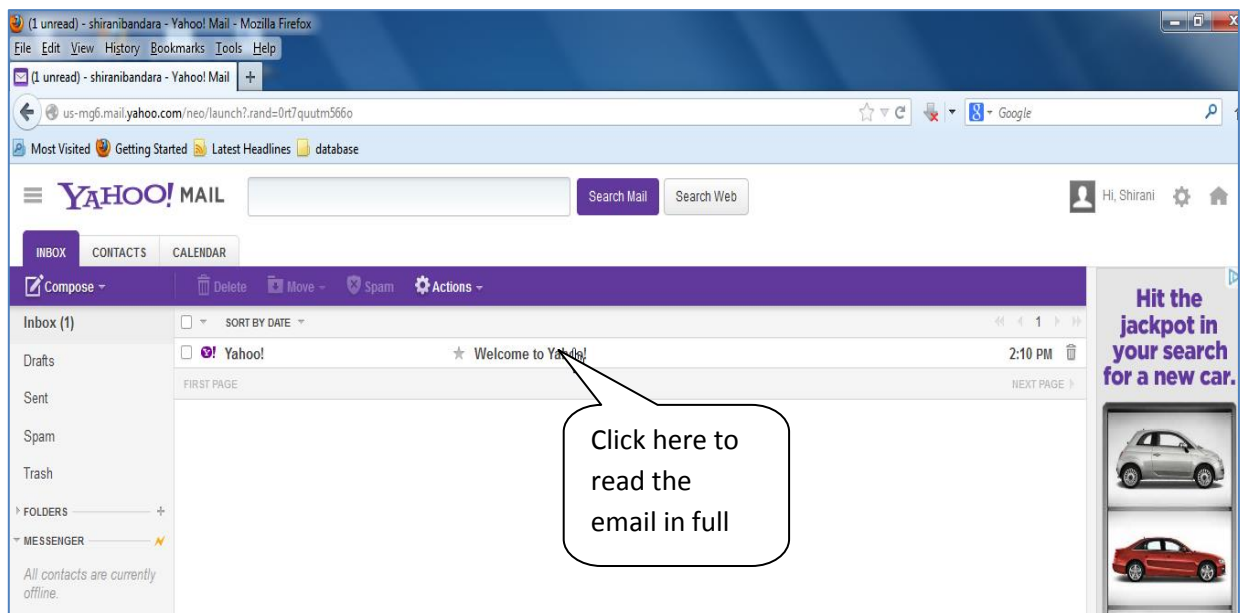 (1 unread) - shiranibandara - Yahoo! Mail - Mozilla Firefox
File Edit View History Bookmarks Tools Help
(1 unread) - shiranibandara - Yahoo! Mail +
us-mg6.mail.yahoo.com/neo/launch?.rand=0rt7quutm566o
Google
Most Visited Getting Started Latest Headlines database
YAHOO! MAIL
Search Mail
Search Web
Hi, Shirani
INBOX CONTACTS CALENDAR
Compose
Delete Move Spam Actions
Inbox (1)
SORT BY DATE
1
Drafts
Yahoo!
Welcome to Yahoo!
2:10 PM
FIRST PAGE
NEXT PAGE
Sent
Spam
Trash
FOLDERS
MESSENGER
All contacts are currently
offline.
Click here to
read the
email in full
Hit the
jackpot in
your search
for a new car.